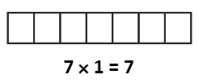 7 x 1 = 7